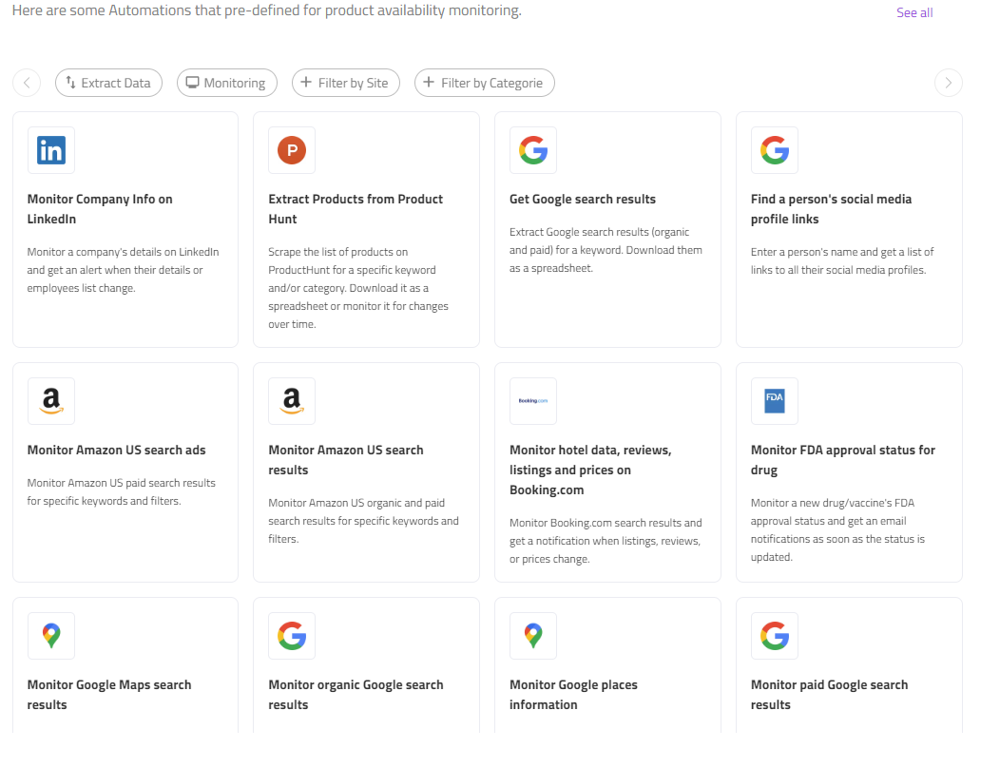 Here are some Automations that pre-defined for product availability monitoring.
See all
Extract Data
Monitoring
Filter by Site
Filter by Categorie
in
Monitor Company Info on
LinkedIn
Monitor a company's details on LinkedIn
and get an alert when their details or
employees list change.
P
Extract Products from Product
Hunt
Scrape the list of products on
ProductHunt for a specific keyword
and/or category. Download it as a
spreadsheet or monitor it for changes
over time.
G
Get Google search results
Extract Google search results (organic
and paid) for a keyword. Download them
as a spreadsheet.
G
Find a person's social media
profile links
Enter a person's name and get a list of
links to all their social media profiles.
a
Monitor Amazon US search ads
Monitor Amazon US paid search results
for specific keywords and filters.
a
Monitor Amazon US search
results
Monitor Amazon US organic and paid
search results for specific keywords and
filters.
Booking.com
Monitor hotel data, reviews,
listings and prices on
Booking.com
Monitor Booking.com search results and
get a notification when listings, reviews,
or prices change.
FDA
Monitor FDA approval status for
drug
Monitor a new drug/vaccine's FDA
approval status and get an email
notifications as soon as the status is
updated.
Monitor Google Maps search
results
G
Monitor organic Google search
results
Monitor Google places
information
G
Monitor paid Google search
results